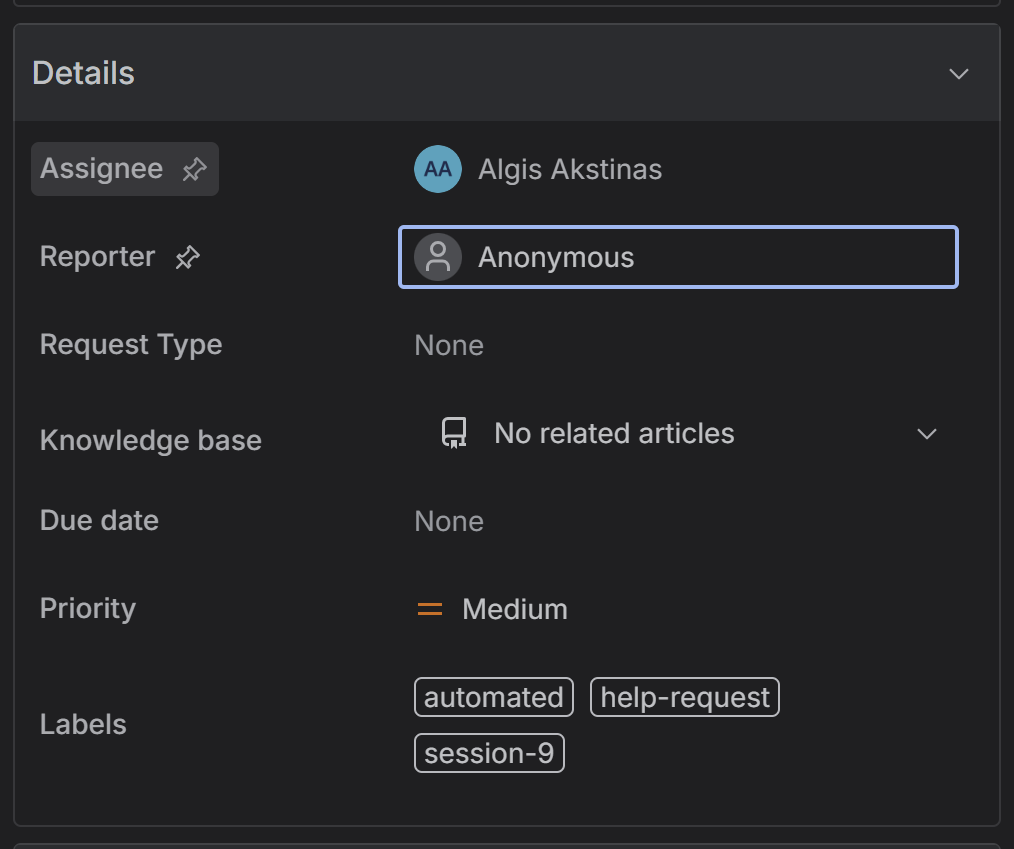 Details
Assignee
AA Algis Akstinas
Reporter
Anonymous
Request Type
None
Knowledge base
No related articles
Due date
None
Priority
Medium
Labels
automated help-request
session-9